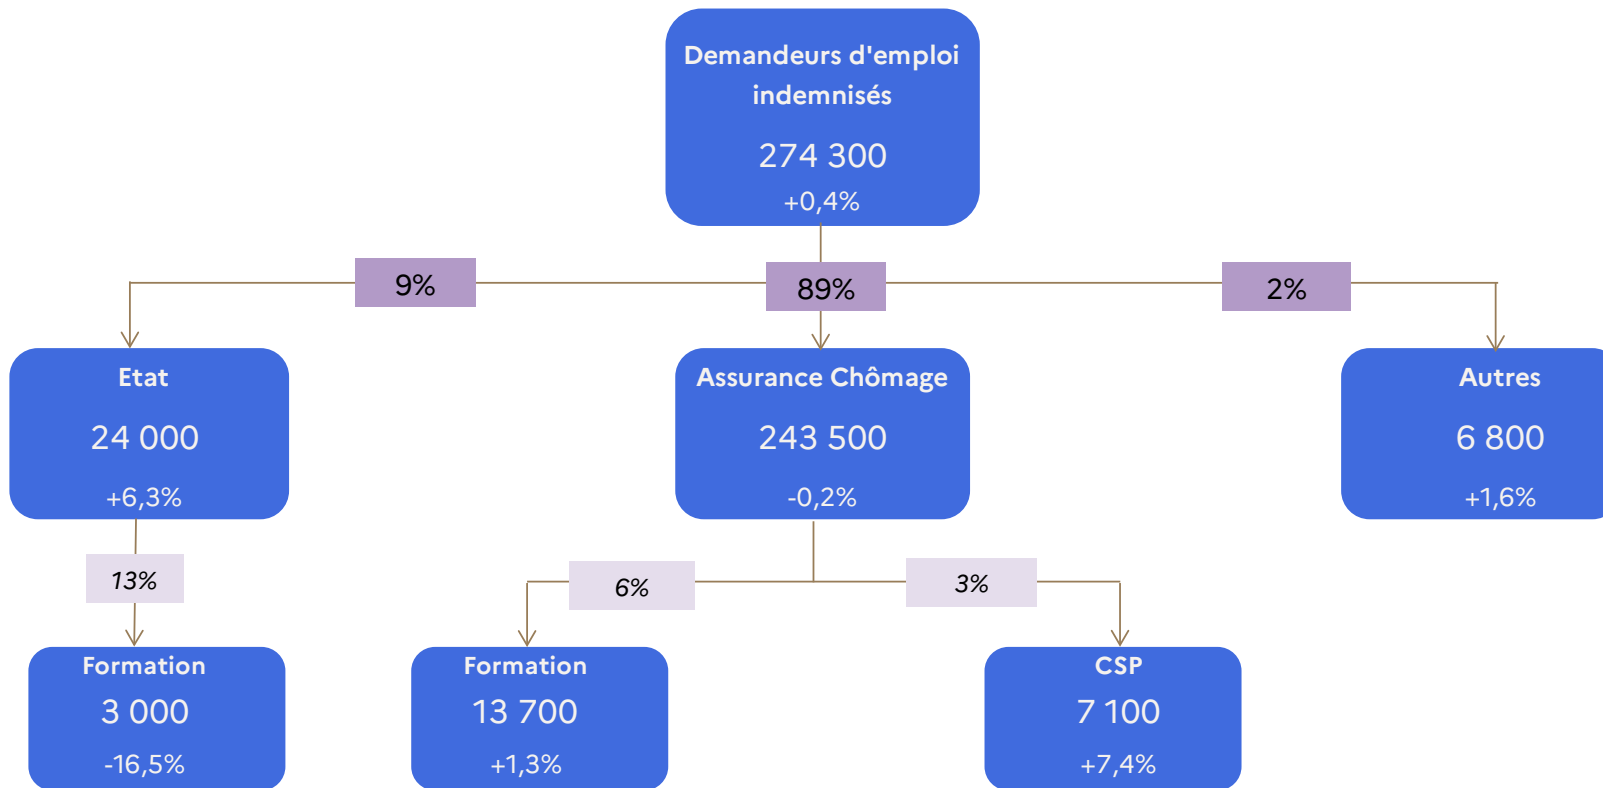 Demandeurs d'emploi
indemnisés
274 300
+0,4%
9%
89%
2%
Etat
24 000
+6,3%
Assurance Chômage
243 500
-0,2%
Autres
6 800
+1,6%
13%
6%
3%
Formation
3 000
-16,5%
Formation
13 700
+1,3%
CSP
7 100
+7,4%